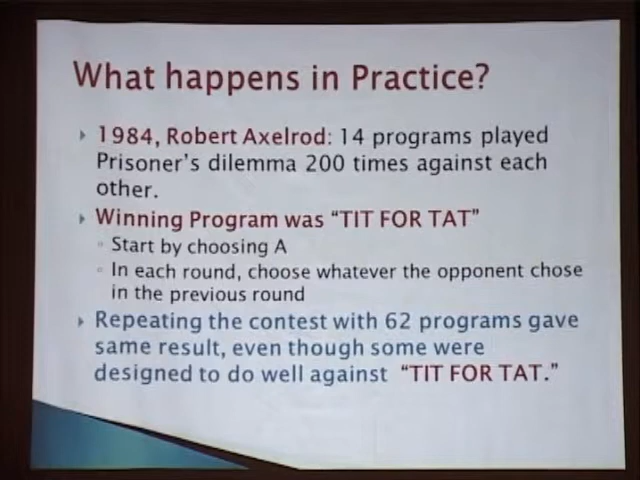 What happens in Practice?
1984, Robert Axelrod: 14 programs played
Prisoner's dilemma 200 times against each
other.
Winning Program was "TIT FOR TAT"
Start by choosing A
In each round, choose whatever the opponent chose
in the previous round
Repeating the contest with 62 programs gave
same result, even though some were
designed to do well against "TIT FOR TAT."